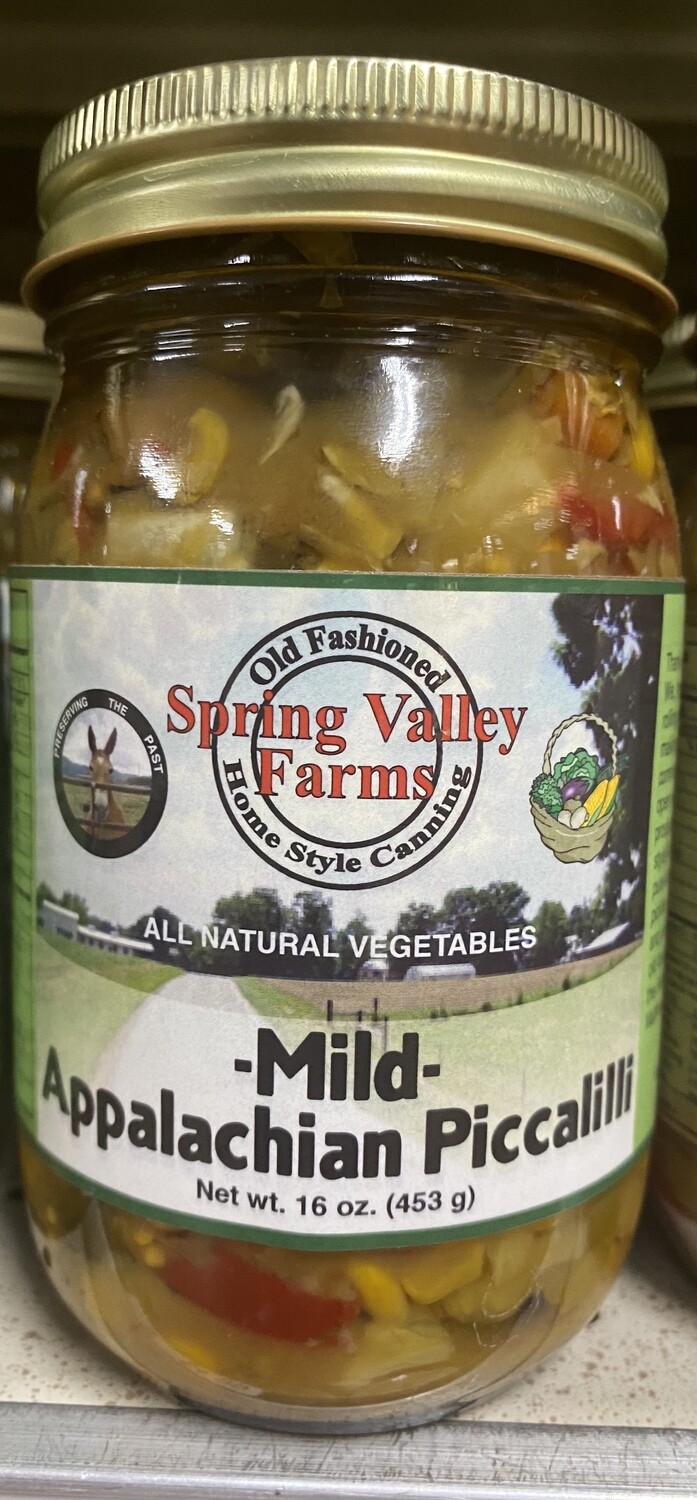 Old Fashioned
Spring Valley
Farms
Home Style Canning
PRESERVING THE PAST
ALL NATURAL VEGETABLES
-Mild-
Appalachian Piccalilli
Net wt. 16 oz. (453 g)